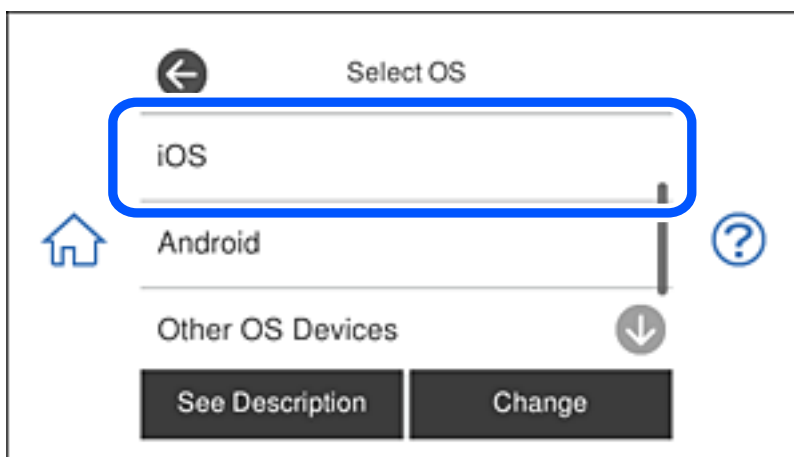 Select OS
iOS
Android
?
Other OS Devices
See Description
Change